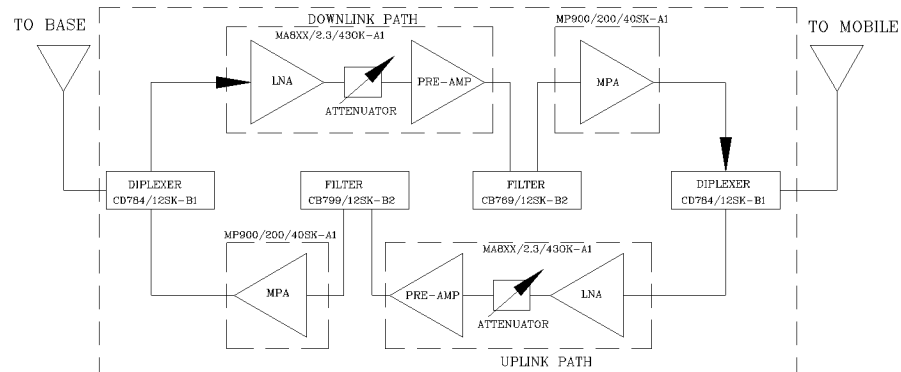 DOWNLINK PATH
TO BASE
TO MOBILE
MA8XX/2.3/430K-A1
MP900/200/40SK-A1
LNA
PRE-AMP
MPA
ATTENUATOR
DIPLEXER
CD784/12SK-B1
FILTER
CB799/12SK-B2
FILTER
CB769/12SK-B2
DIPLEXER
CD784/12SK-B1
MP900/200/40SK-A1
MA8XX/2.3/430K-A1
MPA
PRE-AMP
LNA
ATTENUATOR
UPLINK PATH